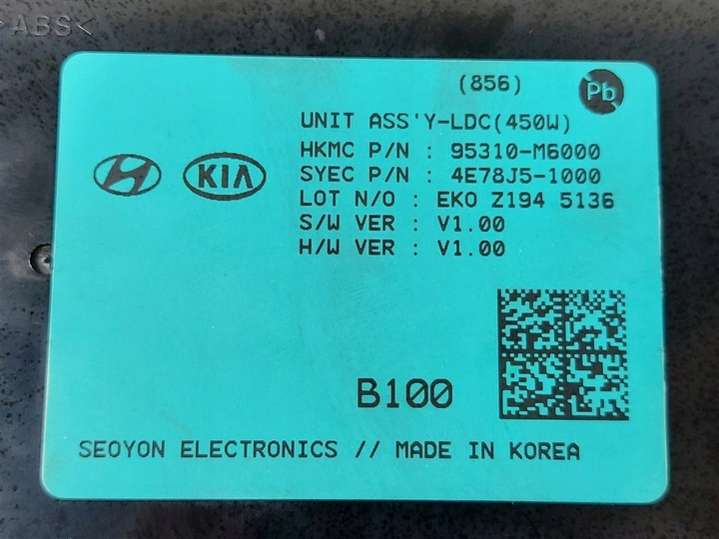 >ABS<
(856)
Pb
UNIT ASS'Y-LDC(450W)
HKMC P/N : 95310-M6000
SYEC P/N : 4E78J5-1000
LOT N/O : EKO Z194 5136
S/W VER : V1.00
H/W VER : V1.00
KIA
B100
SEOYON ELECTRONICS // MADE IN KOREA